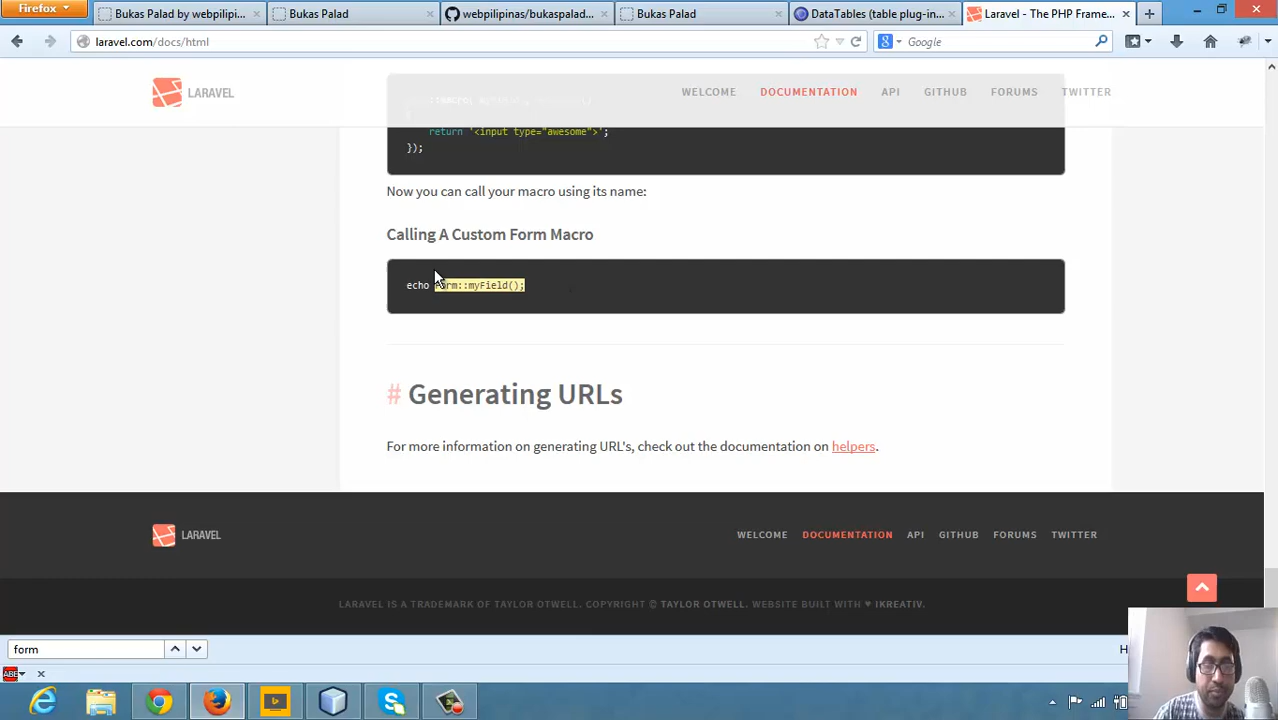 Firefox
Bukas Palad by webpilipi...
Bukas Palad
webpilipinas/bukaspalad...
Bukas Palad
DataTables (table plug-in...
Laravel - The PHP Frame...
laravel.com/docs/html
Google
LARAVEL
WELCOME
DOCUMENTATION
API
GITHUB
FORUMS
TWITTER
return '<input type="awesome">';
});
Now you can call your macro using its name:
Calling A Custom Form Macro
echo Form::myField();
# Generating URLs
For more information on generating URL's, check out the documentation on helpers.
LARAVEL
WELCOME
DOCUMENTATION
API
GITHUB
FORUMS
TWITTER
LARAVEL IS A TRADEMARK OF TAYLOR OTWELL. COPYRIGHT © TAYLOR OTWELL. WEBSITE BUILT WITH ♥ IKREATIV.
form
H
ABE